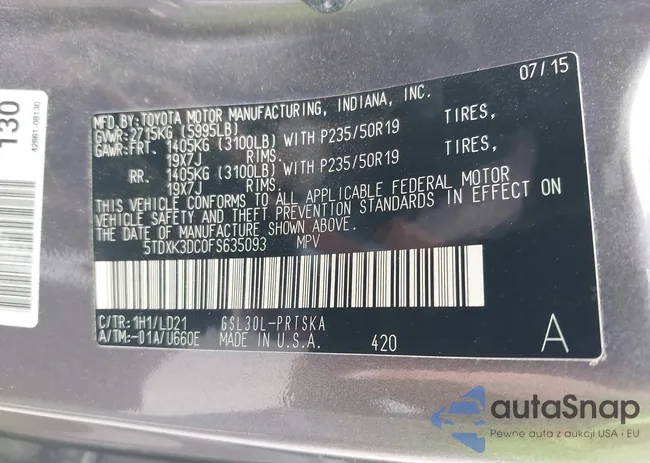 130
42661-08130
07/15
MFD.BY:TOYOTA MOTOR MANUFACTURING, INDIANA, INC.
GVWR:2715KG (5995LB)
GAWR:FRT. 1405KG (3100LB) WITH P235/50R19 TIRES,
19X7J RIMS.
RR. 1405KG (3100LB) WITH P235/50R19 TIRES,
19X7J RIMS.
THIS VEHICLE CONFORMS TO ALL APPLICABLE FEDERAL MOTOR
VEHICLE SAFETY AND THEFT PREVENTION STANDARDS IN EFFECT ON
THE DATE OF MANUFACTURE SHOWN ABOVE.
5TDXK3DC0FS635093 MPV
C/TR:1H1/LD21 GSL30L-PRTSKA
A/TM:-01A/U660E MADE IN U.S.A. 420 A
autaSnap
Pewne auta z aukcji USA i EU